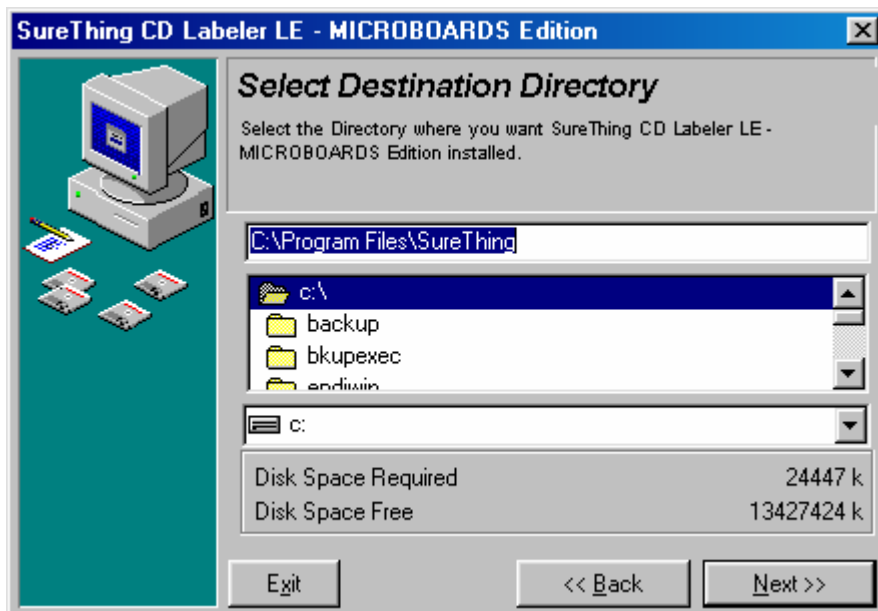 SureThing CD Labeler LE - MICROBOARDS Edition
Select Destination Directory
Select the Directory where you want SureThing CD Labeler LE -
MICROBOARDS Edition installed.
C:\Program Files\SureThing
c:\
backup
bkupexec
c:
Disk Space Required 24447 k
Disk Space Free 13427424 k
Exit << Back Next >>